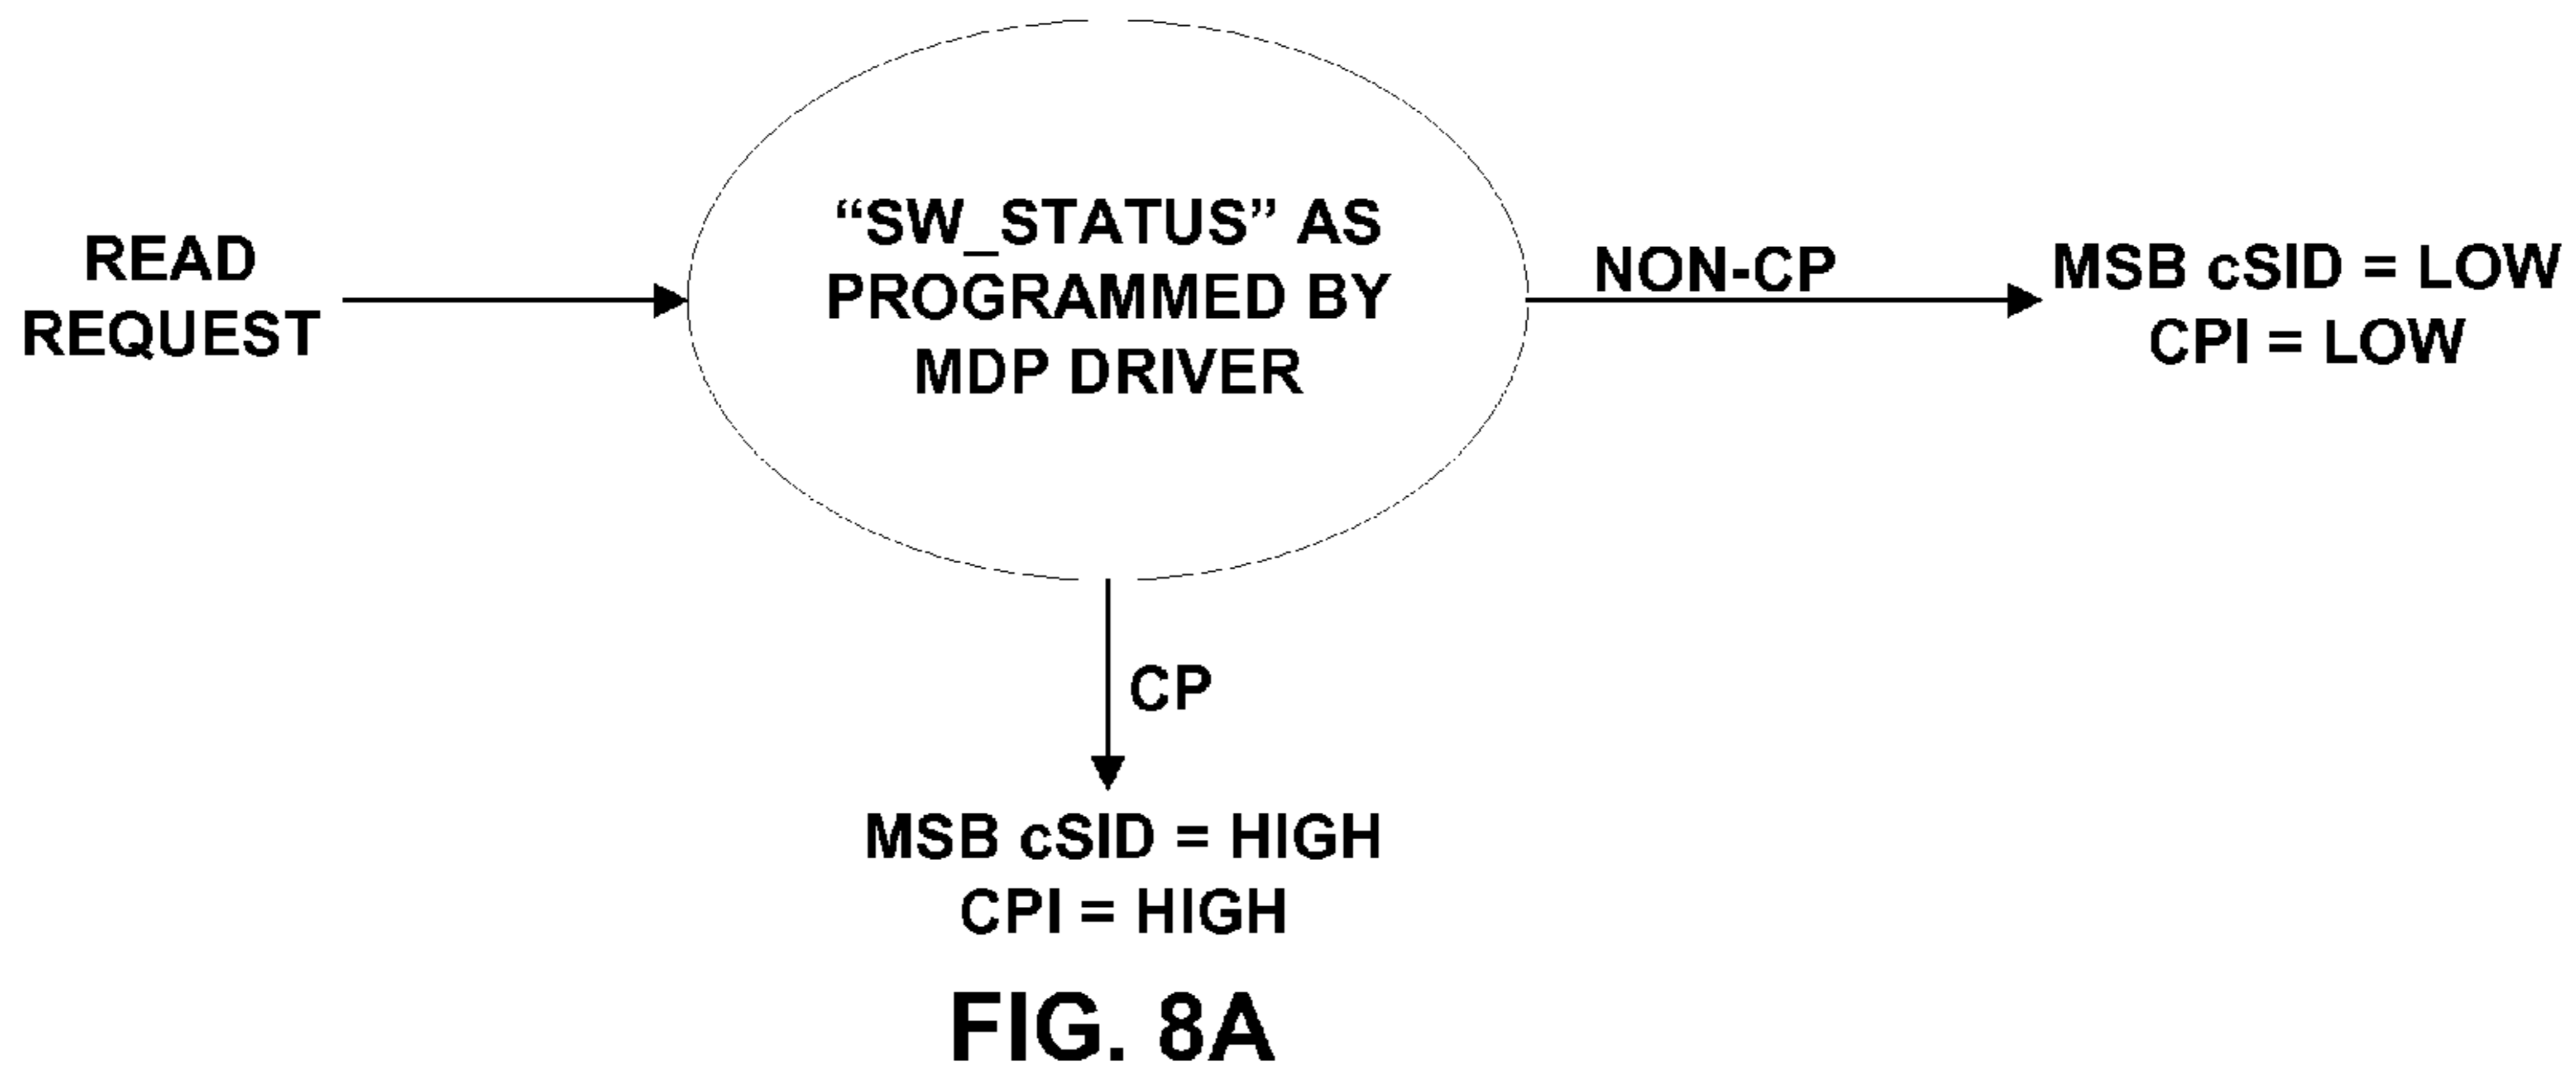 READ
REQUEST
“SW_STATUS” AS
PROGRAMMED BY
MDP DRIVER
NON-CP
MSB cSID = LOW
CPI = LOW
CP
MSB cSID = HIGH
CPI = HIGH
FIG. 8A